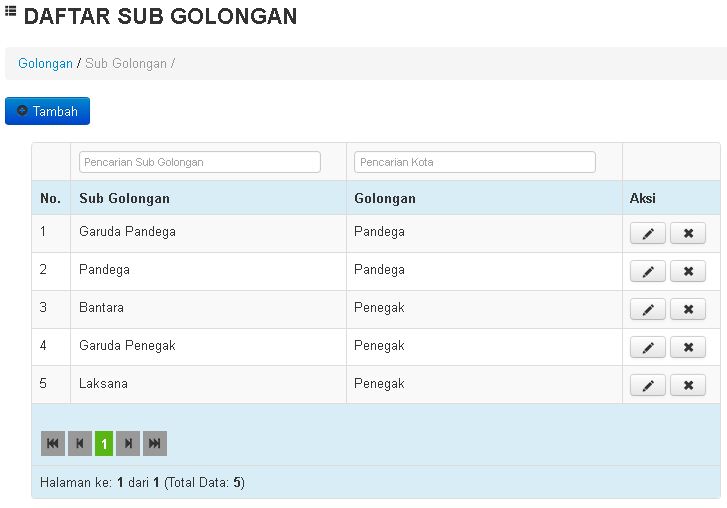 DAFTAR SUB GOLONGAN
Golongan / Sub Golongan /
Tambah
Pencarian Sub Golongan Pencarian Kota
No. Sub Golongan Golongan Aksi
1 Garuda Pandega Pandega
2 Pandega Pandega
3 Bantara Penegak
4 Garuda Penegak Penegak
5 Laksana Penegak
1
Halaman ke: 1 dari 1 (Total Data: 5)